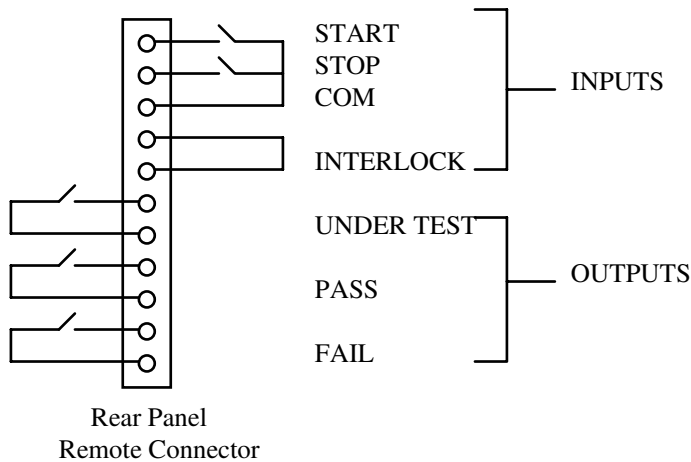 START
STOP
COM
INPUTS
INTERLOCK
UNDER TEST
OUTPUTS
PASS
FAIL
Rear Panel
Remote Connector